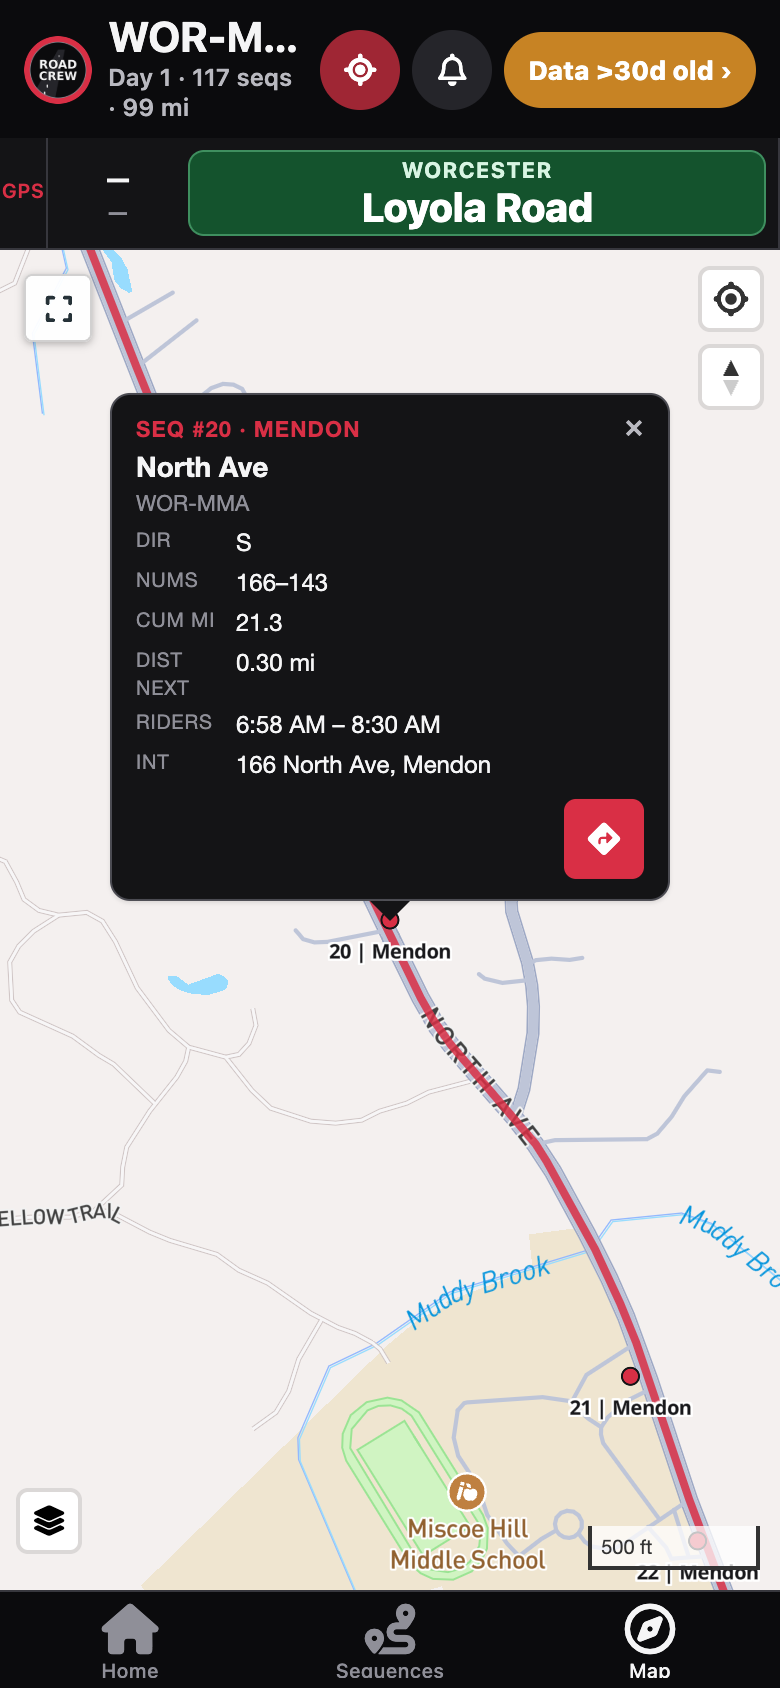 ROAD
CREW
WOR-M...
Day 1 · 117 seqs
· 99 mi
Data >30d old ›
GPS
—
—
WORCESTER
Loyola Road
SEQ #20 · MENDON
×
North Ave
WOR-MMA
DIR S
NUMS 166–143
CUM MI 21.3
DIST NEXT 0.30 mi
RIDERS 6:58 AM – 8:30 AM
INT 166 North Ave, Mendon
20 | Mendon
NORTH AVE
ELLOW TRAIL
Muddy Brook
Muddy Bro
21 | Mendon
Miscoe Hill
Middle School
500 ft
22 | Mendon
Home
Sequences
Map